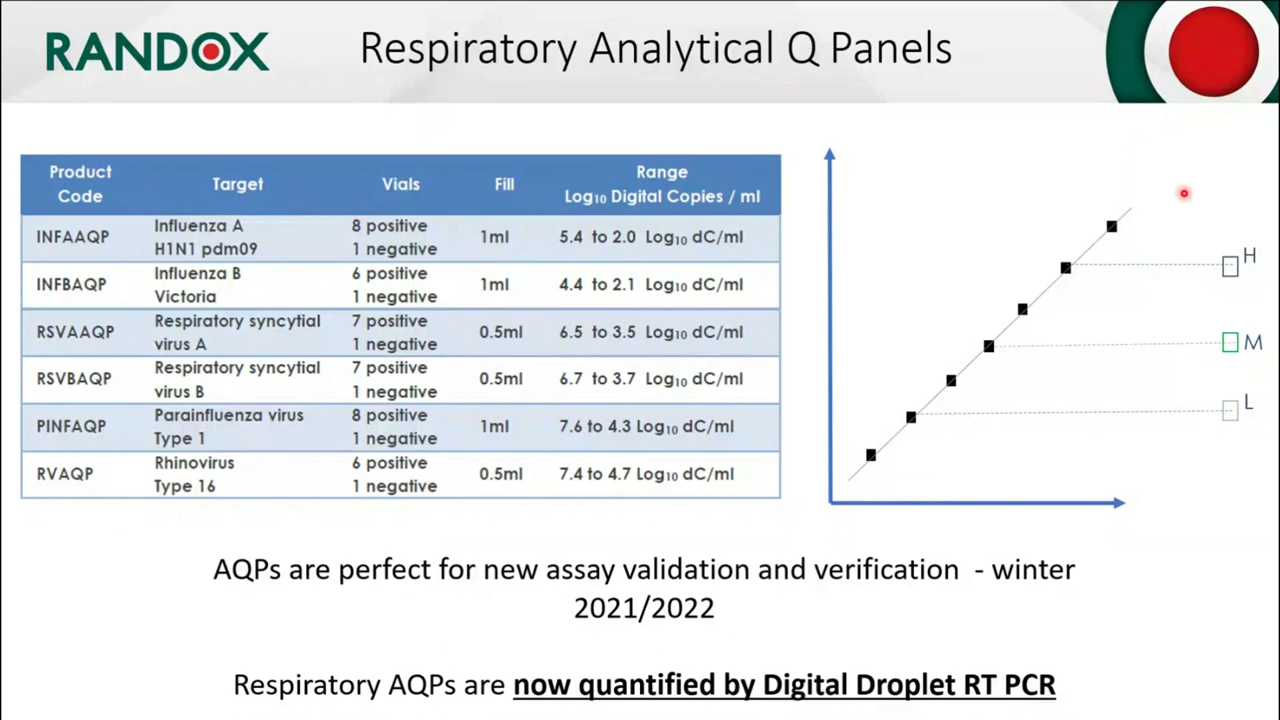 RANDOX
Respiratory Analytical Q Panels
Product Code Target Vials Fill Range Log₁₀ Digital Copies / ml
INFAAQP Influenza A H1N1 pdm09 8 positive 1 negative 1ml 5.4 to 2.0 Log₁₀ dC/ml
INFBAQP Influenza B Victoria 6 positive 1 negative 1ml 4.4 to 2.1 Log₁₀ dC/ml
RSVAAQP Respiratory syncytial virus A 7 positive 1 negative 0.5ml 6.5 to 3.5 Log₁₀ dC/ml
RSVBAQP Respiratory syncytial virus B 7 positive 1 negative 0.5ml 6.7 to 3.7 Log₁₀ dC/ml
PINFAQP Parainfluenza virus Type 1 8 positive 1 negative 1ml 7.6 to 4.3 Log₁₀ dC/ml
RVAQP Rhinovirus Type 16 6 positive 1 negative 0.5ml 7.4 to 4.7 Log₁₀ dC/ml
H
M
L
AQPs are perfect for new assay validation and verification - winter
2021/2022
Respiratory AQPs are now quantified by Digital Droplet RT PCR